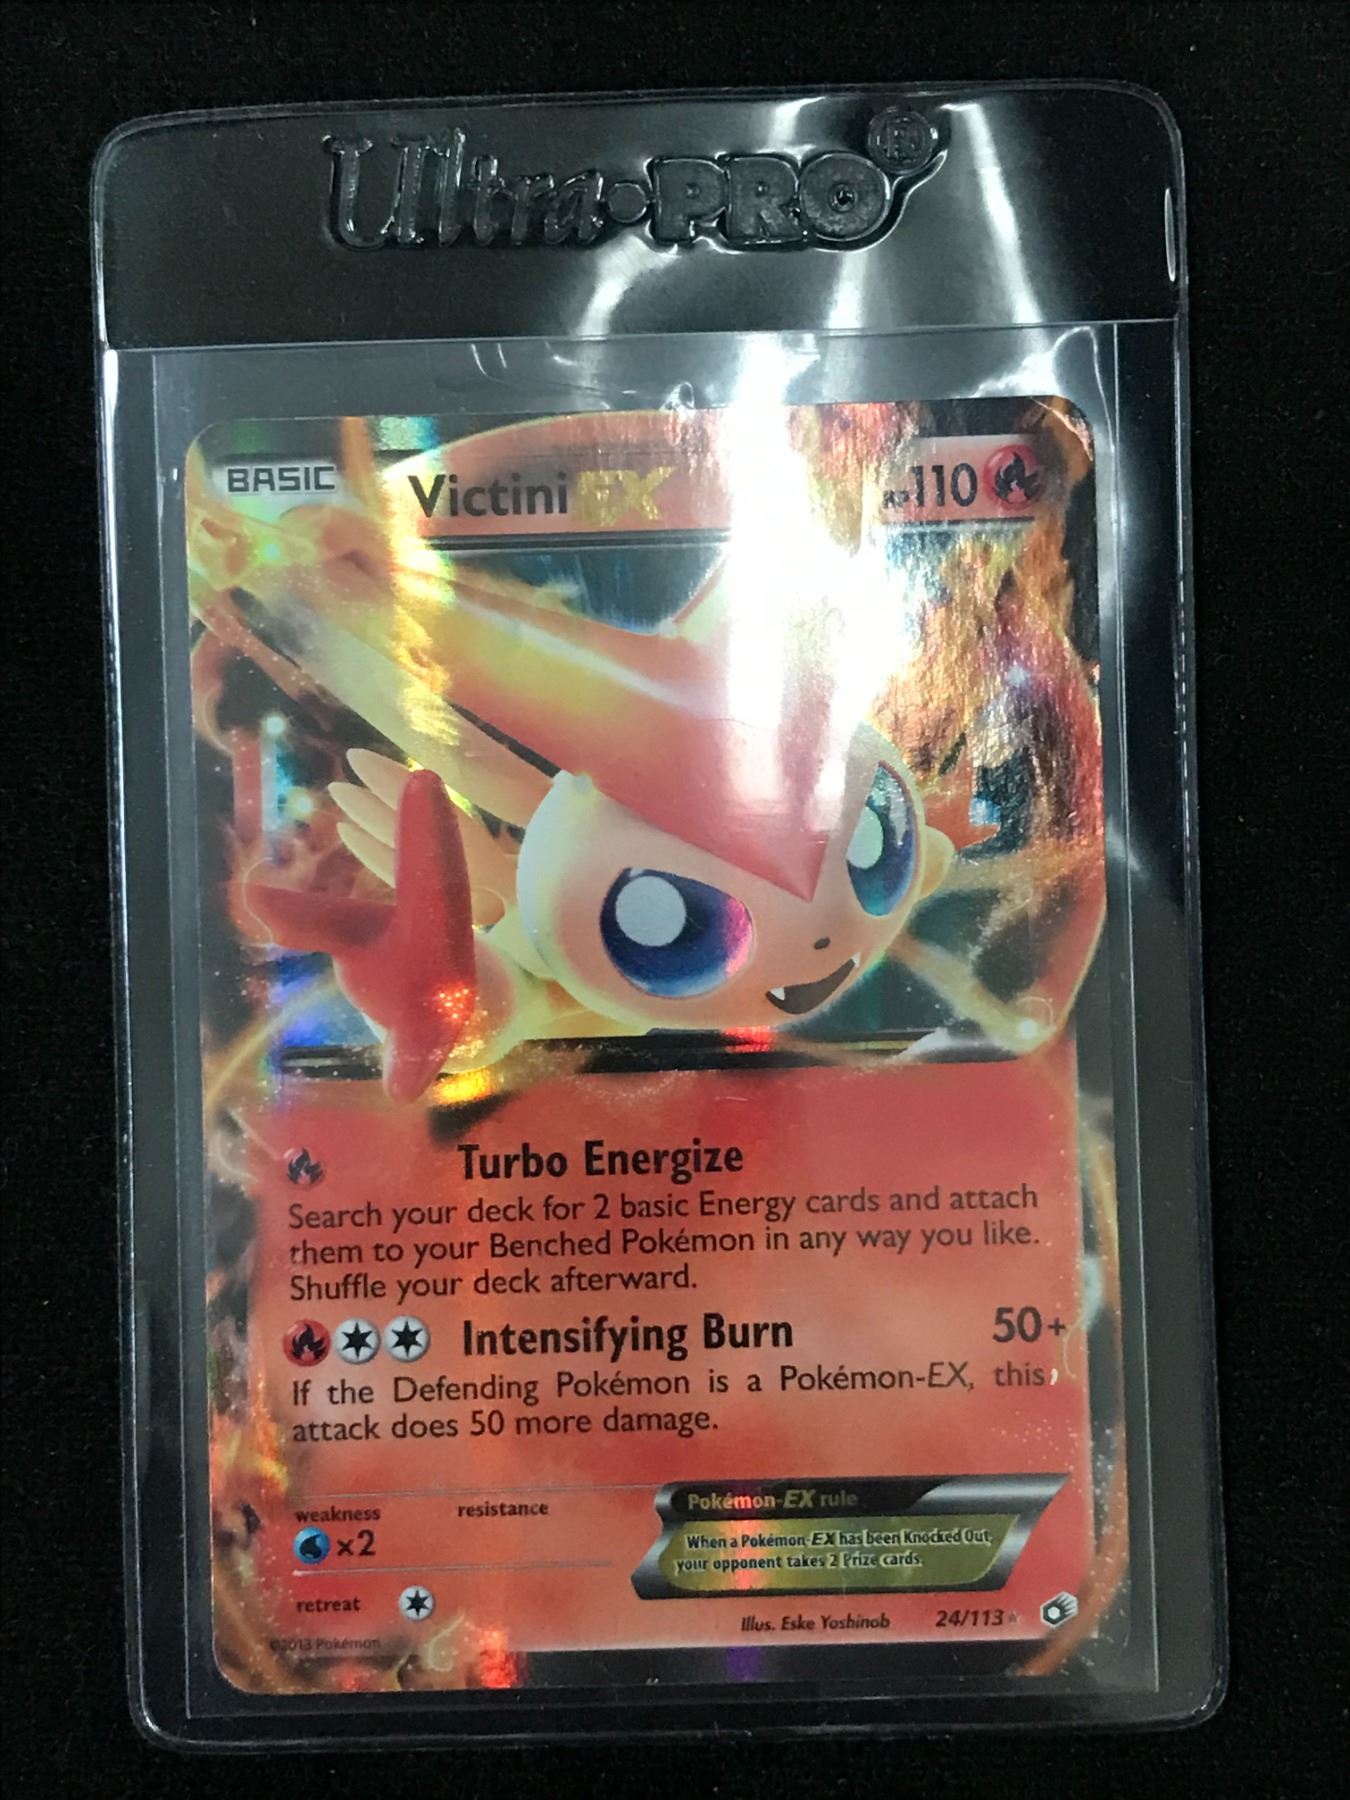 Ultra·PRO®
BASIC
Victini EX
HP110
Turbo Energize
Search your deck for 2 basic Energy cards and attach
them to your Benched Pokémon in any way you like.
Shuffle your deck afterward.
Intensifying Burn 50+
If the Defending Pokémon is a Pokémon-EX, this
attack does 50 more damage.
weakness resistance
×2
Pokémon-EX rule
When a Pokémon-EX has been Knocked Out,
your opponent takes 2 Prize cards.
retreat
Illus. Eske Yoshinob 24/113
©2013 Pokémon